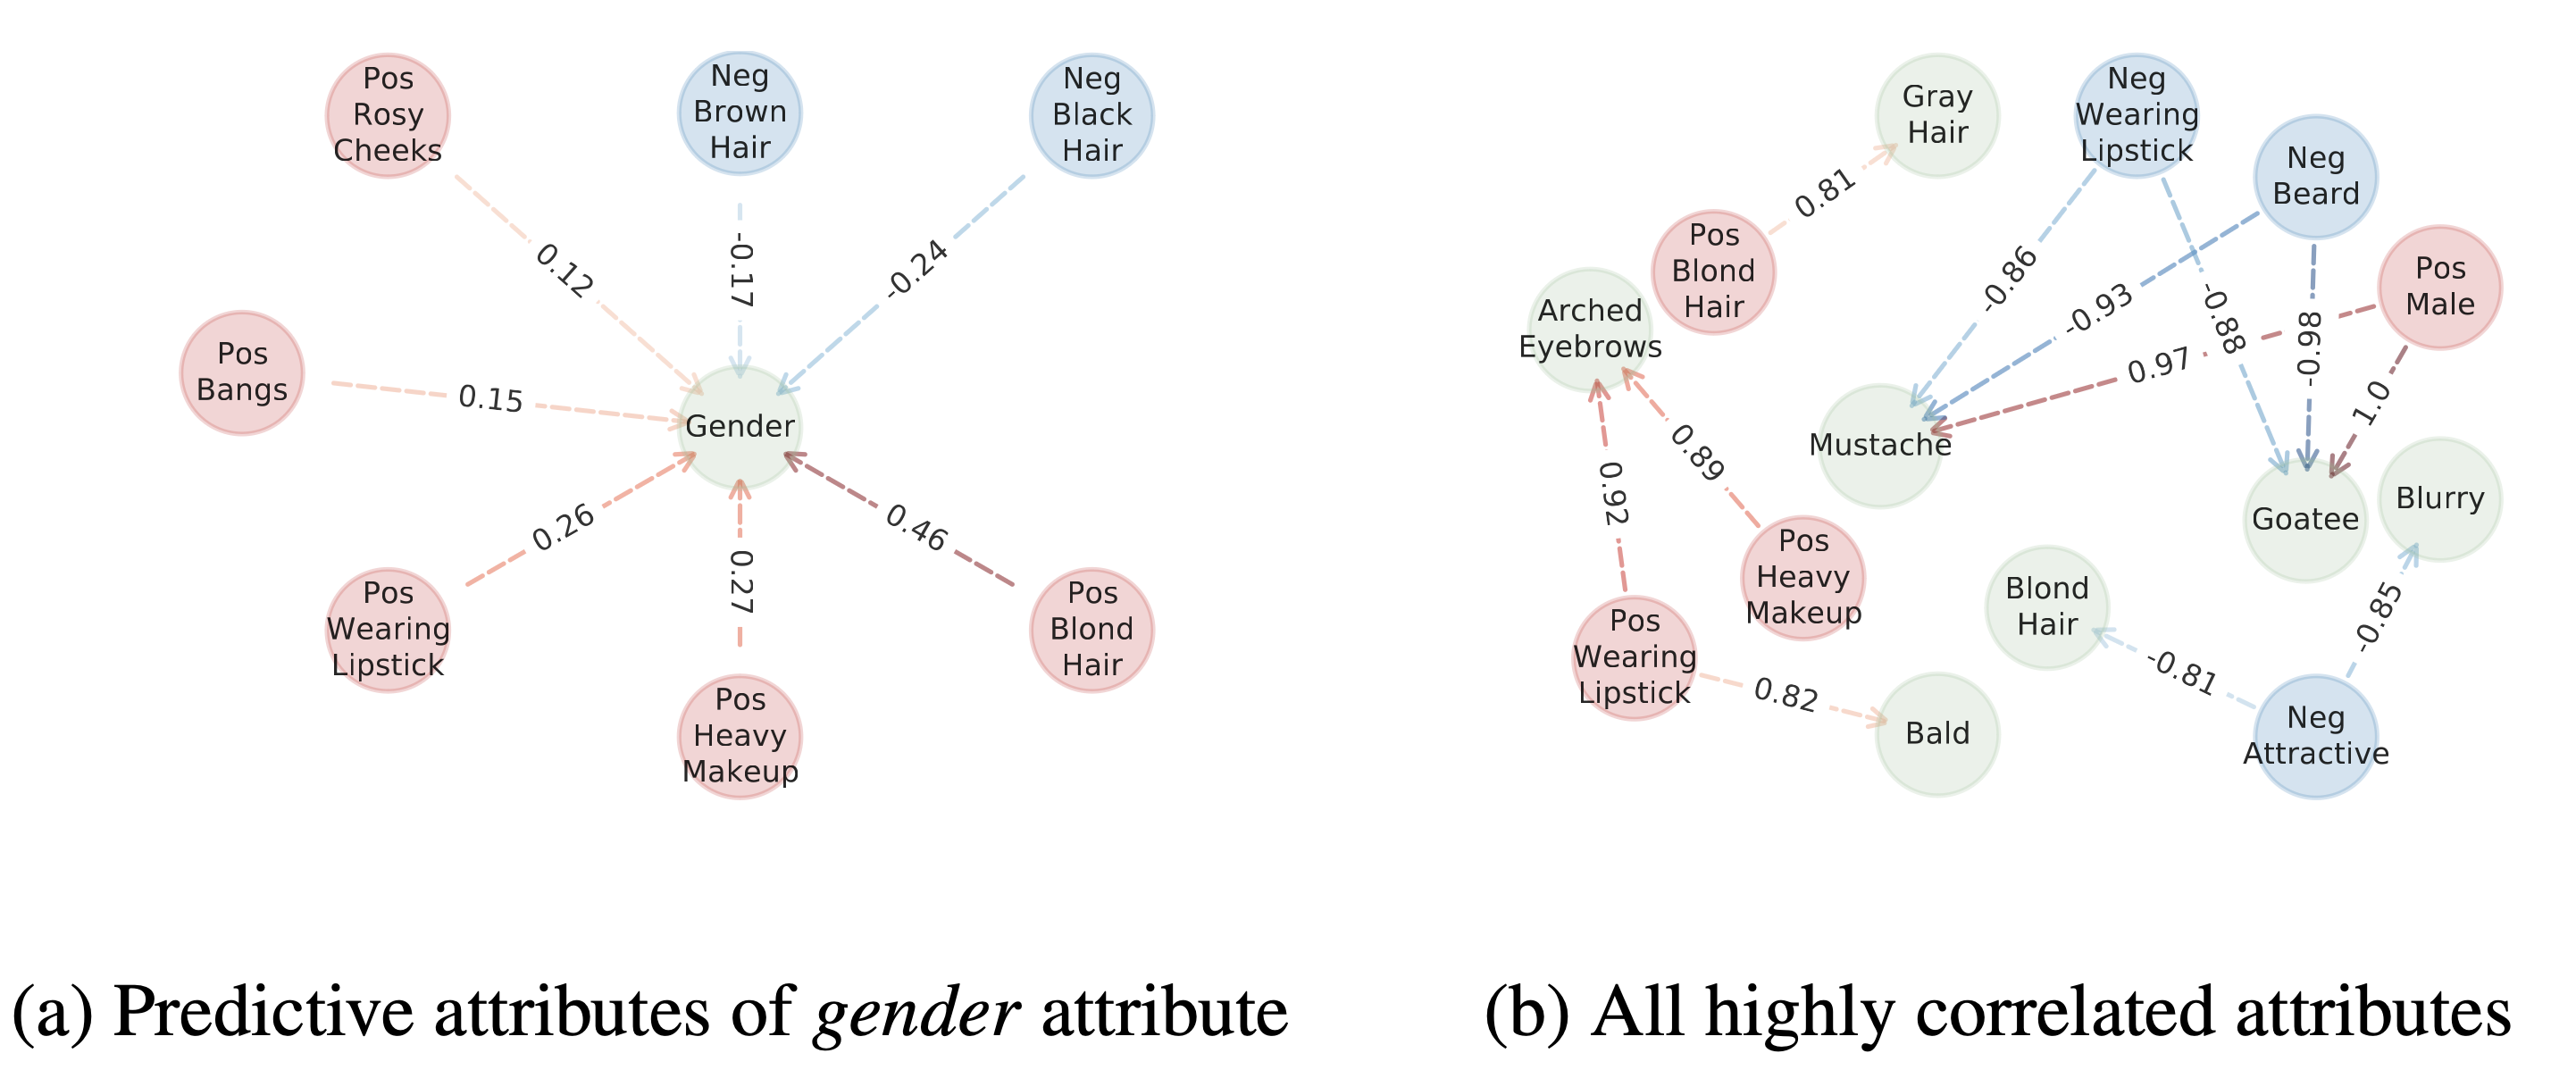 Pos
Rosy
Cheeks
Neg
Brown
Hair
Neg
Black
Hair
0.12
-0.17
-0.24
Pos
Bangs
0.15
Gender
0.26
0.27
0.46
Pos
Wearing
Lipstick
Pos
Heavy
Makeup
Pos
Blond
Hair
(a) Predictive attributes of gender attribute
Gray
Hair
Neg
Wearing
Lipstick
Neg
Beard
Pos
Male
0.81
Pos
Blond
Hair
Arched
Eyebrows
-0.86
-0.93
-0.88
-0.98
0.97
1.0
Mustache
Goatee
Blurry
0.92
0.89
Pos
Heavy
Makeup
Pos
Wearing
Lipstick
0.82
Bald
Blond
Hair
-0.81
-0.85
Neg
Attractive
(b) All highly correlated attributes